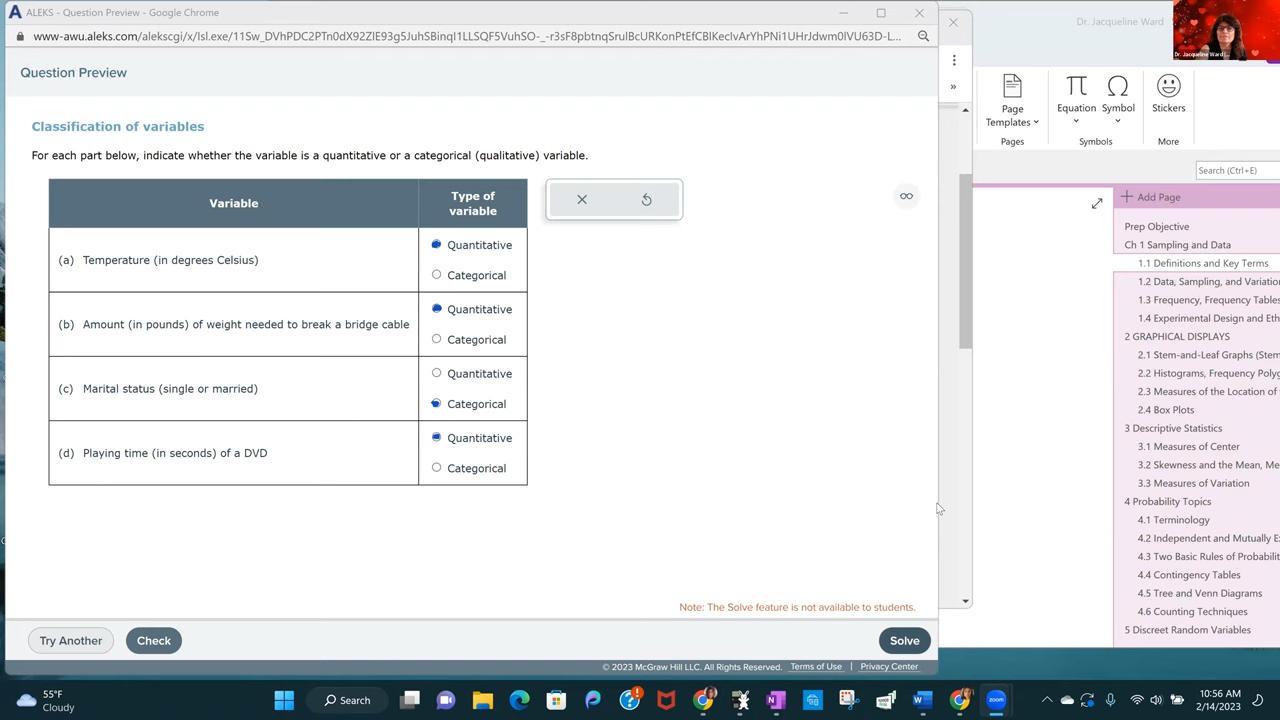 ALEKS - Question Preview - Google Chrome
Dr. Jacqueline Ward
Dr. Jacqueline Ward
Question Preview
»
Page Templates
Equation
Symbol
Stickers
Pages
Symbols
More
Search (Ctrl+E)
Classification of variables
For each part below, indicate whether the variable is a quantitative or a categorical (qualitative) variable.
Variable
Type of variable
(a) Temperature (in degrees Celsius)
Quantitative
Categorical
(b) Amount (in pounds) of weight needed to break a bridge cable
Quantitative
Categorical
(c) Marital status (single or married)
Quantitative
Categorical
(d) Playing time (in seconds) of a DVD
Quantitative
Categorical
Add Page
Prep Objective
Ch 1 Sampling and Data
1.1 Definitions and Key Terms
1.2 Data, Sampling, and Variation
1.3 Frequency, Frequency Tables
1.4 Experimental Design and Eth
2 GRAPHICAL DISPLAYS
2.1 Stem-and-Leaf Graphs (Stem
2.2 Histograms, Frequency Polyg
2.3 Measures of the Location of
2.4 Box Plots
3 Descriptive Statistics
3.1 Measures of Center
3.2 Skewness and the Mean, Me
3.3 Measures of Variation
4 Probability Topics
4.1 Terminology
4.2 Independent and Mutually E
4.3 Two Basic Rules of Probabili
4.4 Contingency Tables
4.5 Tree and Venn Diagrams
4.6 Counting Techniques
5 Discreet Random Variables
Note: The Solve feature is not available to students.
Try Another
Check
Solve
© 2023 McGraw Hill LLC. All Rights Reserved. Terms of Use | Privacy Center
55°F
Cloudy
Search
10:56 AM
2/14/2023